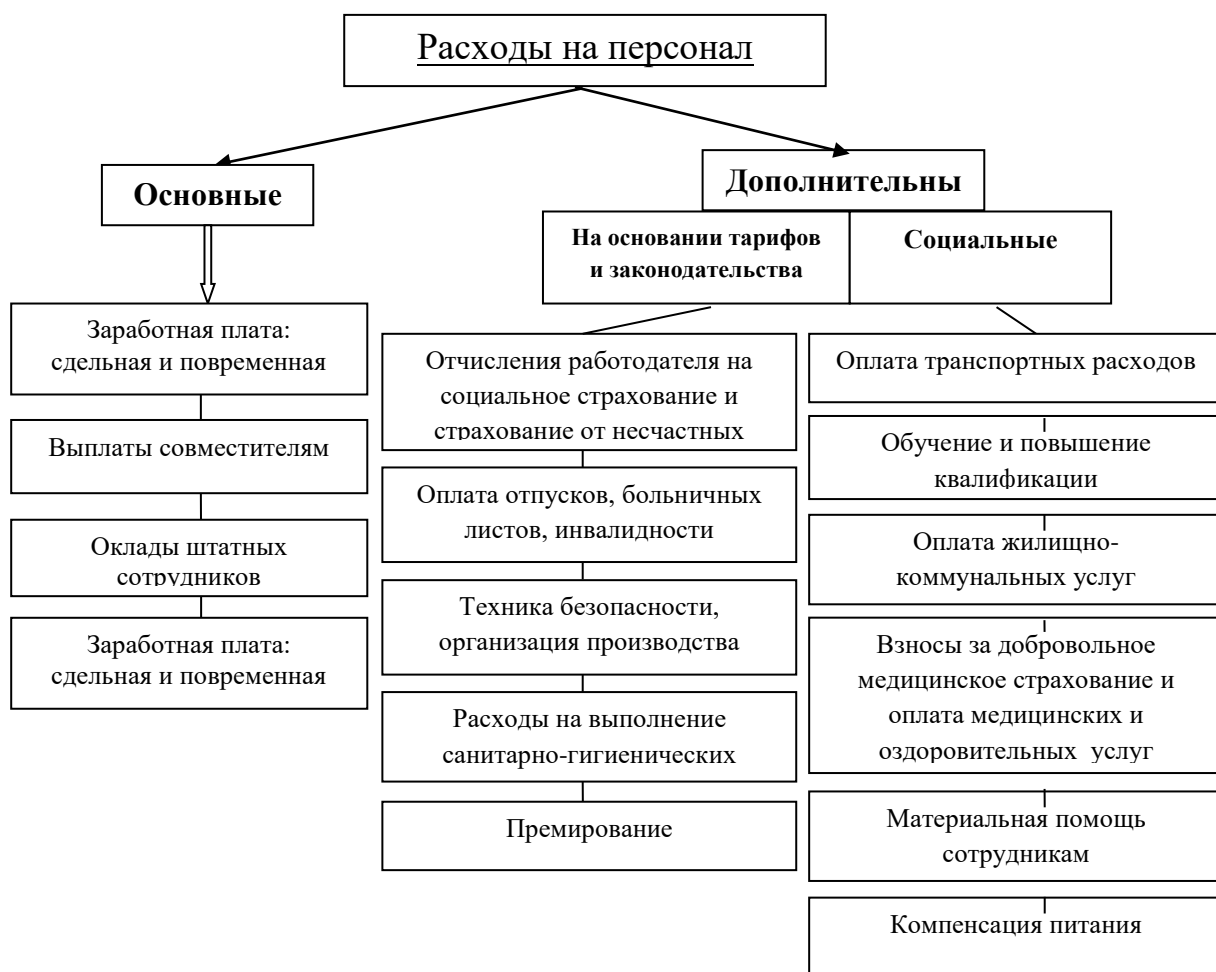 Расходы на персонал
Основные
Дополнительны
На основании тарифов
и законодательства
Социальные
Заработная плата:
сдельная и повременная
Выплаты совместителям
Оклады штатных
сотрудников
Заработная плата:
сдельная и повременная
Отчисления работодателя на
социальное страхование и
страхование от несчастных
Оплата отпусков, больничных
листов, инвалидности
Техника безопасности,
организация производства
Расходы на выполнение
санитарно-гигиенических
Премирование
Оплата транспортных расходов
Обучение и повышение
квалификации
Оплата жилищно-
коммунальных услуг
Взносы за добровольное
медицинское страхование и
оплата медицинских и
оздоровительных услуг
Материальная помощь
сотрудникам
Компенсация питания